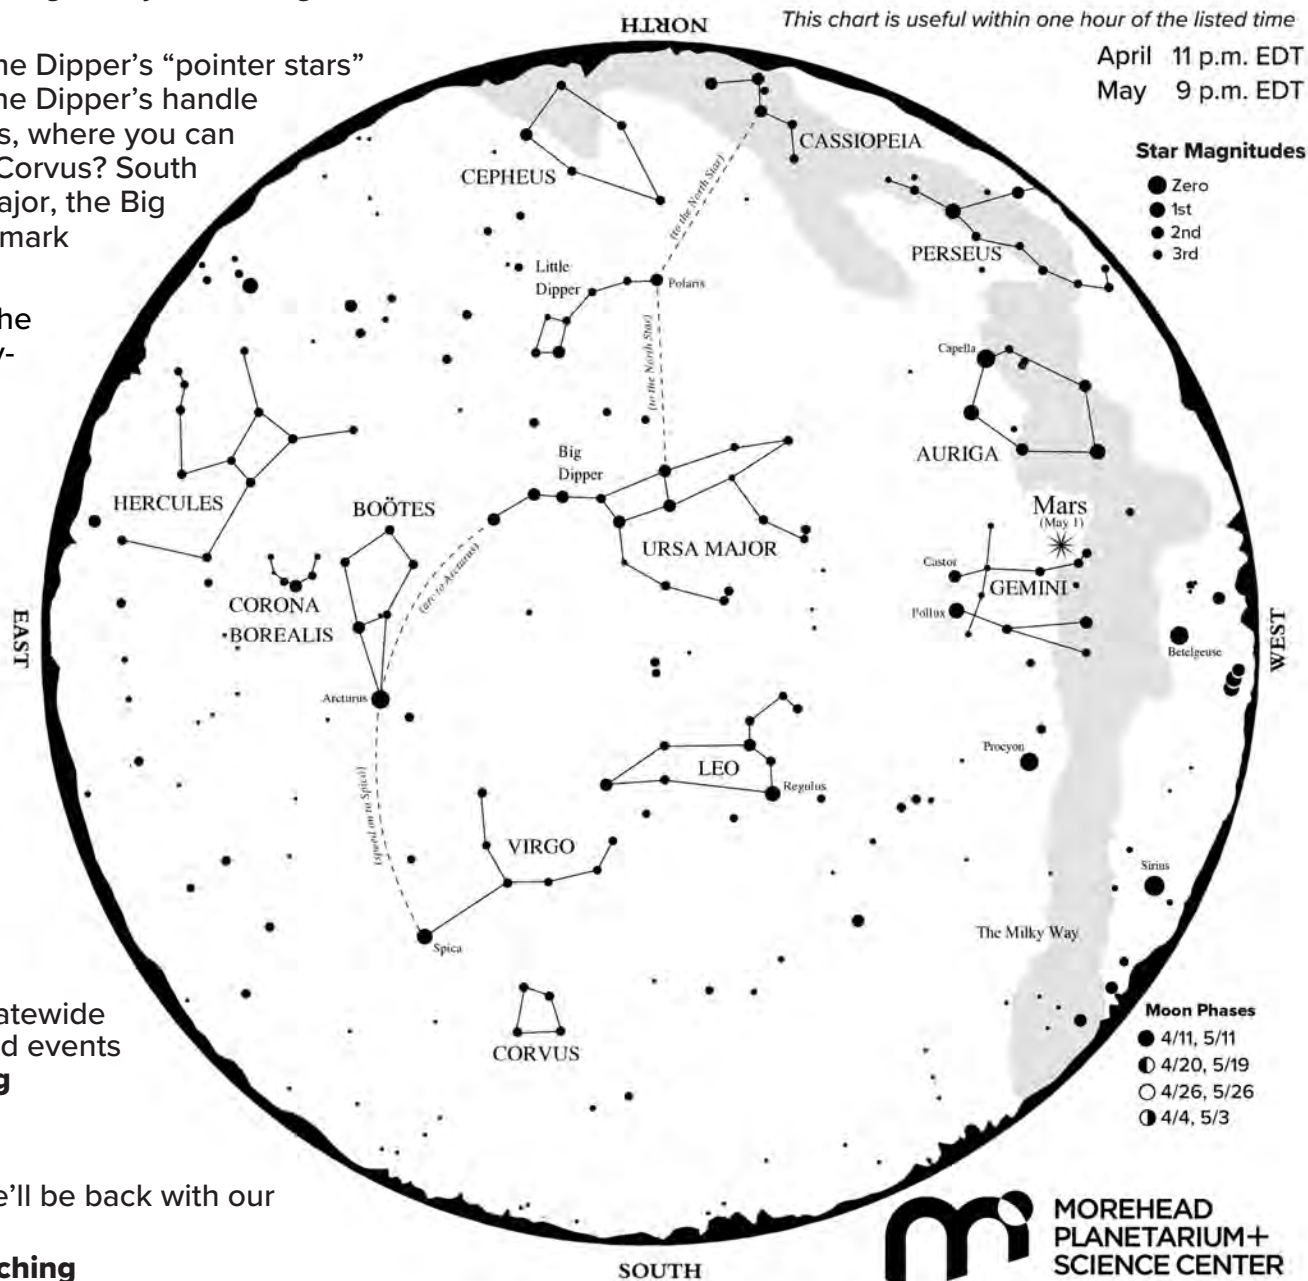 This chart is useful within one hour of the listed time
April 11 p.m. EDT
May 9 p.m. EDT
Star Magnitudes
Zero
1st
2nd
3rd
Dipper's “pointer stars”
Dipper's handle
where you can
Corvus? South
the Big
mark
atewide
events
e'll be back with our
NORTH
CASSIOPEIA
CEPHEUS
(to the North Star)
PERSEUS
Little
Dipper
Polaris
(to the North Star)
Capella
AURIGA
Big
Dipper
HERCULES
BOÖTES
Mars
(May 1)
URSA MAJOR
(arc to Arcturus)
Castor
GEMINI
CORONA
BOREALIS
Pollux
EAST
WEST
Betelgeuse
Arcturus
Procyon
LEO
Regulus
(speed on to Spica)
VIRGO
Sirius
The Milky Way
Spica
CORVUS
SOUTH
Moon Phases
4/11, 5/11
4/20, 5/19
4/26, 5/26
4/4, 5/3
MOREHEAD
PLANETARIUM+
SCIENCE CENTER